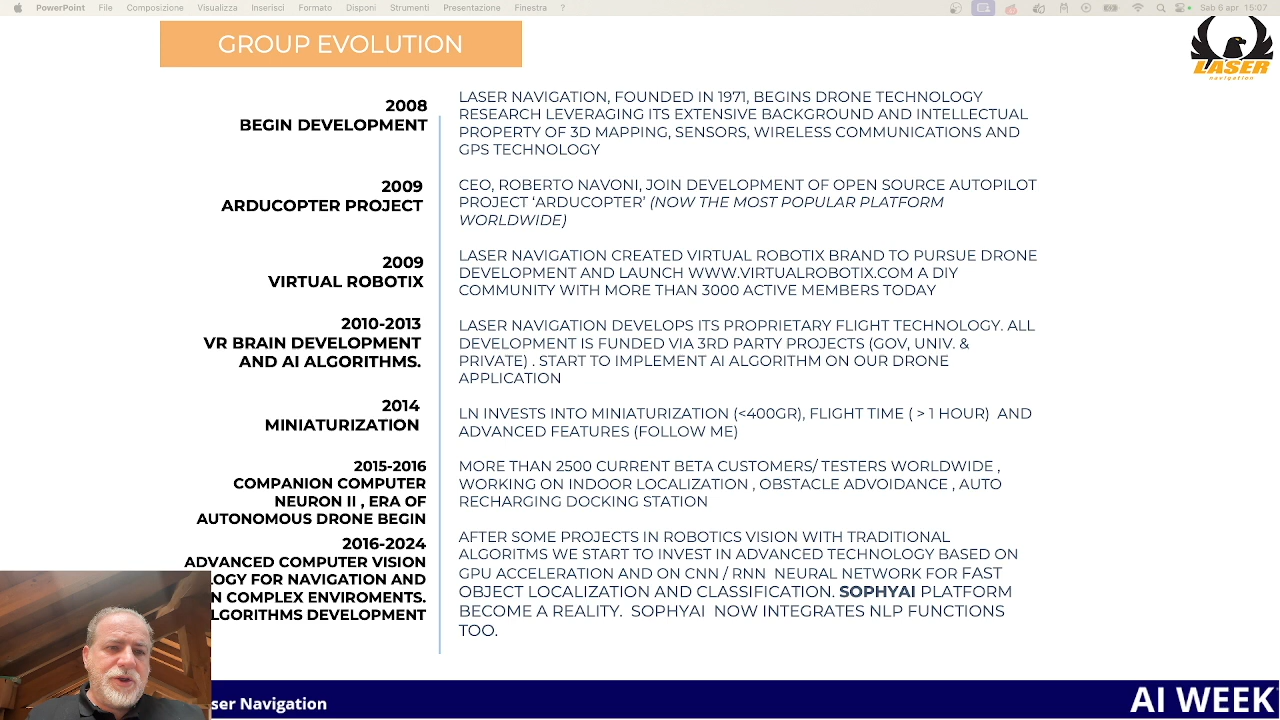 PowerPoint File Modifica Composizione Visualizza Inserisci Formato Disponi Strumenti Presentazione Finestra ? Sab 6 apr 15:07
GROUP EVOLUTION
LASER
navigation
2008
BEGIN DEVELOPMENT
LASER NAVIGATION, FOUNDED IN 1971, BEGINS DRONE TECHNOLOGY
RESEARCH LEVERAGING ITS EXTENSIVE BACKGROUND AND INTELLECTUAL
PROPERTY OF 3D MAPPING, SENSORS, WIRELESS COMMUNICATIONS AND
GPS TECHNOLOGY
2009
ARDUCOPTER PROJECT
CEO, ROBERTO NAVONI, JOIN DEVELOPMENT OF OPEN SOURCE AUTOPILOT
PROJECT 'ARDUCOPTER' (NOW THE MOST POPULAR PLATFORM
WORLDWIDE)
2009
VIRTUAL ROBOTIX
LASER NAVIGATION CREATED VIRTUAL ROBOTIX BRAND TO PURSUE DRONE
DEVELOPMENT AND LAUNCH WWW.VIRTUALROBOTIX.COM A DIY
COMMUNITY WITH MORE THAN 3000 ACTIVE MEMBERS TODAY
2010-2013
VR BRAIN DEVELOPMENT
AND AI ALGORITHMS.
LASER NAVIGATION DEVELOPS ITS PROPRIETARY FLIGHT TECHNOLOGY. ALL
DEVELOPMENT IS FUNDED VIA 3RD PARTY PROJECTS (GOV, UNIV. &
PRIVATE) . START TO IMPLEMENT AI ALGORITHM ON OUR DRONE
APPLICATION
2014
MINIATURIZATION
LN INVESTS INTO MINIATURIZATION (<400GR), FLIGHT TIME ( > 1 HOUR) AND
ADVANCED FEATURES (FOLLOW ME)
2015-2016
COMPANION COMPUTER
NEURON II , ERA OF
AUTONOMOUS DRONE BEGIN
MORE THAN 2500 CURRENT BETA CUSTOMERS/ TESTERS WORLDWIDE ,
WORKING ON INDOOR LOCALIZATION , OBSTACLE ADVOIDANCE , AUTO
RECHARGING DOCKING STATION
2016-2024
ADVANCED COMPUTER VISION
LOGY FOR NAVIGATION AND
N COMPLEX ENVIROMENTS.
LGORITHMS DEVELOPMENT
AFTER SOME PROJECTS IN ROBOTICS VISION WITH TRADITIONAL
ALGORITMS WE START TO INVEST IN ADVANCED TECHNOLOGY BASED ON
GPU ACCELERATION AND ON CNN / RNN NEURAL NETWORK FOR FAST
OBJECT LOCALIZATION AND CLASSIFICATION. SOPHYAI PLATFORM
BECOME A REALITY. SOPHYAI NOW INTEGRATES NLP FUNCTIONS
TOO.
ser Navigation
AI WEEK